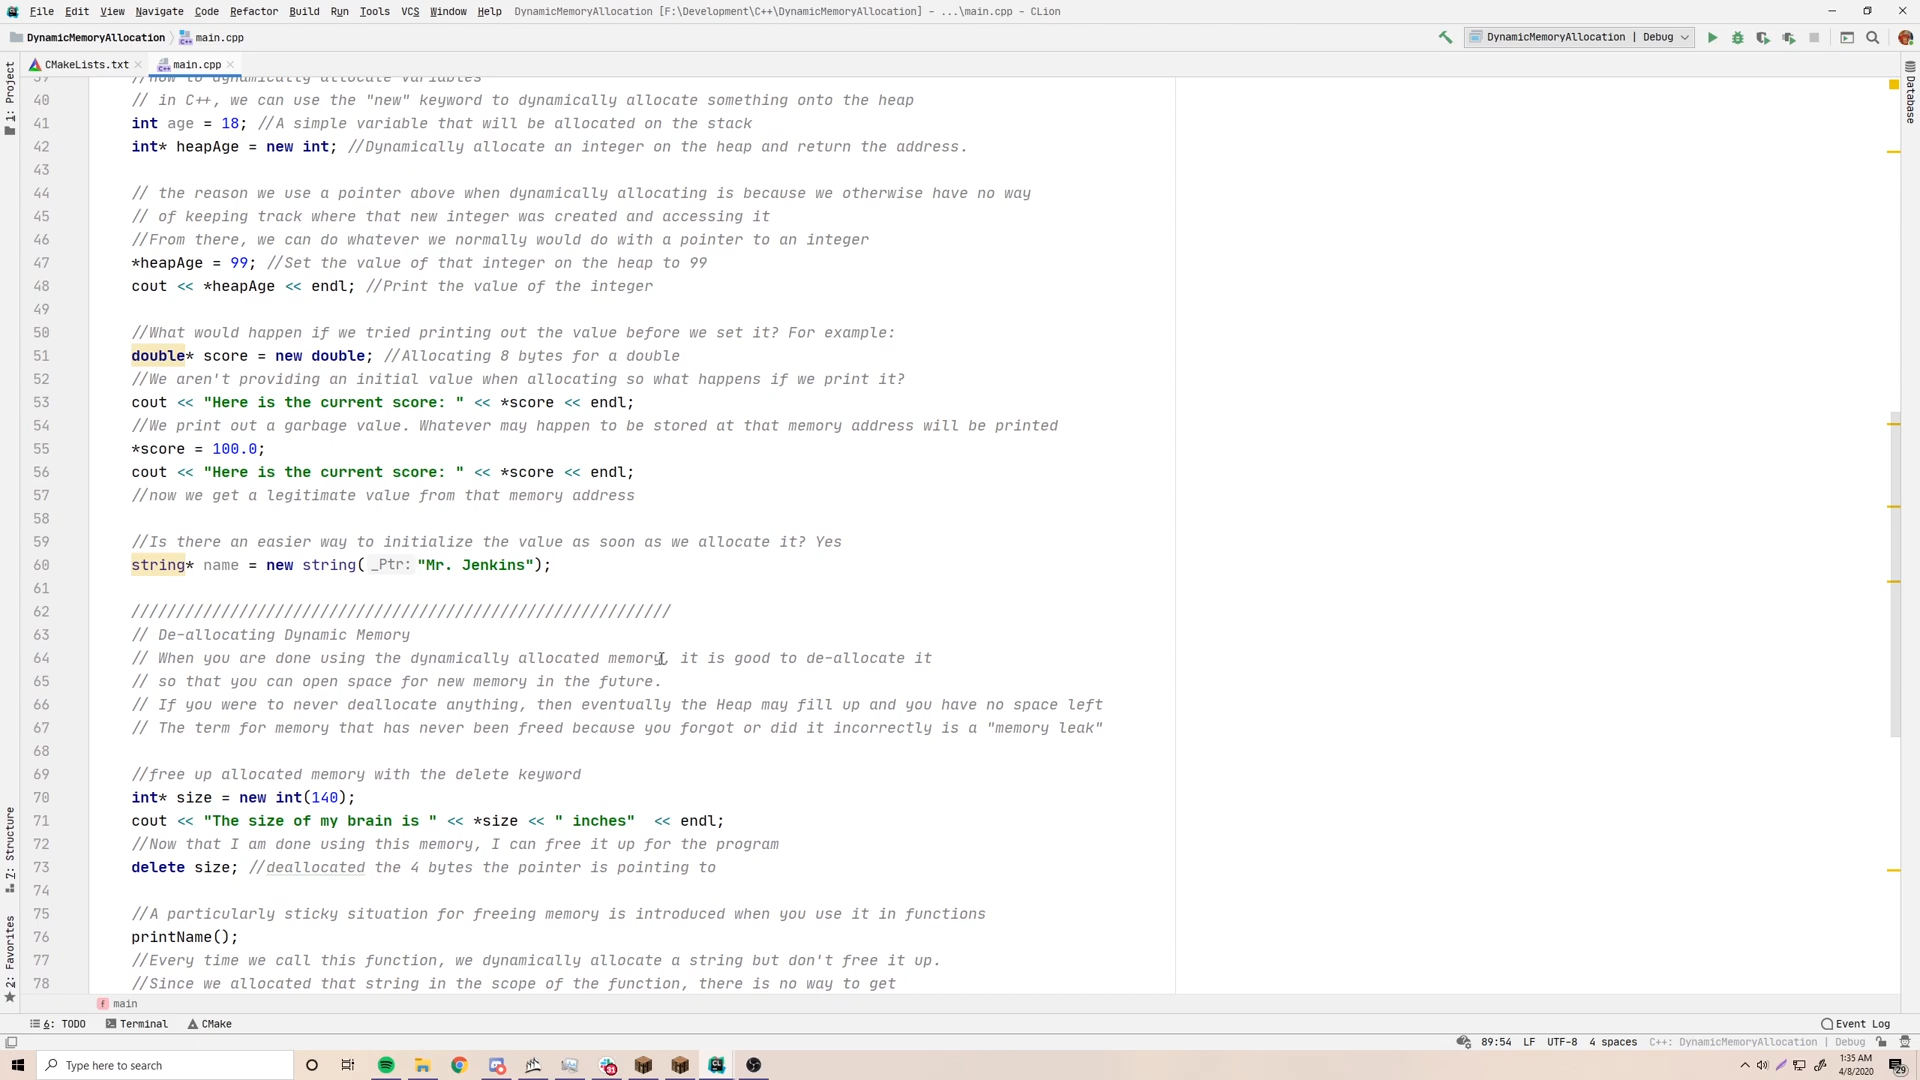 File Edit View Navigate Code Refactor Build Run Tools VCS Window Help DynamicMemoryAllocation [F:\Development\C++\DynamicMemoryAllocation] - ...\main.cpp - CLion
DynamicMemoryAllocation main.cpp DynamicMemoryAllocation | Debug
CMakeLists.txt main.cpp
1: Project
Database
39 //how to dynamically allocate variables
40 // in C++, we can use the "new" keyword to dynamically allocate something onto the heap
41 int age = 18; //A simple variable that will be allocated on the stack
42 int* heapAge = new int; //Dynamically allocate an integer on the heap and return the address.
43
44 // the reason we use a pointer above when dynamically allocating is because we otherwise have no way
45 // of keeping track where that new integer was created and accessing it
46 //From there, we can do whatever we normally would do with a pointer to an integer
47 *heapAge = 99; //Set the value of that integer on the heap to 99
48 cout << *heapAge << endl; //Print the value of the integer
49
50 //What would happen if we tried printing out the value before we set it? For example:
51 double* score = new double; //Allocating 8 bytes for a double
52 //We aren't providing an initial value when allocating so what happens if we print it?
53 cout << "Here is the current score: " << *score << endl;
54 //We print out a garbage value. Whatever may happen to be stored at that memory address will be printed
55 *score = 100.0;
56 cout << "Here is the current score: " << *score << endl;
57 //now we get a legitimate value from that memory address
58
59 //Is there an easier way to initialize the value as soon as we allocate it? Yes
60 string* name = new string( _Ptr: "Mr. Jenkins");
61
62 ////////////////////////////////////////////////////////////
63 // De-allocating Dynamic Memory
64 // When you are done using the dynamically allocated memory, it is good to de-allocate it
65 // so that you can open space for new memory in the future.
66 // If you were to never deallocate anything, then eventually the Heap may fill up and you have no space left
67 // The term for memory that has never been freed because you forgot or did it incorrectly is a "memory leak"
68
69 //free up allocated memory with the delete keyword
70 int* size = new int(140);
71 cout << "The size of my brain is " << *size << " inches"  << endl;
72 //Now that I am done using this memory, I can free it up for the program
73 delete size; //deallocated the 4 bytes the pointer is pointing to
74
75 //A particularly sticky situation for freeing memory is introduced when you use it in functions
76 printName();
77 //Every time we call this function, we dynamically allocate a string but don't free it up.
78 //Since we allocated that string in the scope of the function, there is no way to get
7: Structure
2: Favorites
f main
6: TODO Terminal CMake Event Log
89:54 LF UTF-8 4 spaces C++: DynamicMemoryAllocation | Debug
Type here to search
31
1:35 AM
4/8/2020
29